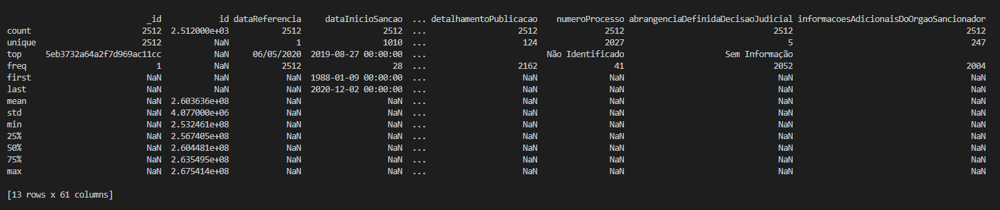 _id id dataReferencia dataInicioSancao ... detalhamentoPublicacao numeroProcesso abrangenciaDefinidaDecisaoJudicial informacoesAdicionaisDoOrgaoSancionador
count 2512 2.512000e+03 2512 2512 ... 2512 2512 2512 2512
unique 2512 NaN 1 1010 ... 124 2027 5 247
top 5eb3732a64a2f7d969ac11cc NaN 06/05/2020 2019-08-27 00:00:00 ... Não Identificado Sem Informação
freq 1 NaN 2512 28 ... 2162 41 2052 2004
first NaN NaN NaN 1988-01-09 00:00:00 ... NaN NaN NaN NaN
last NaN NaN NaN 2020-12-02 00:00:00 ... NaN NaN NaN NaN
mean NaN 2.603636e+08 NaN NaN ... NaN NaN NaN NaN
std NaN 4.077000e+06 NaN NaN ... NaN NaN NaN NaN
min NaN 2.532461e+08 NaN NaN ... NaN NaN NaN NaN
25% NaN 2.567405e+08 NaN NaN ... NaN NaN NaN NaN
50% NaN 2.604481e+08 NaN NaN ... NaN NaN NaN NaN
75% NaN 2.635495e+08 NaN NaN ... NaN NaN NaN NaN
max NaN 2.675414e+08 NaN NaN ... NaN NaN NaN NaN
[13 rows x 61 columns]